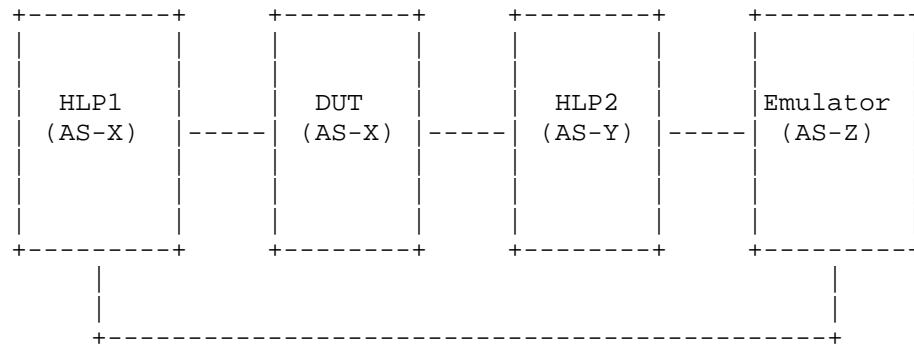 HLP1 DUT HLP2 Emulator
(AS-X) (AS-X) (AS-Y) (AS-Z)